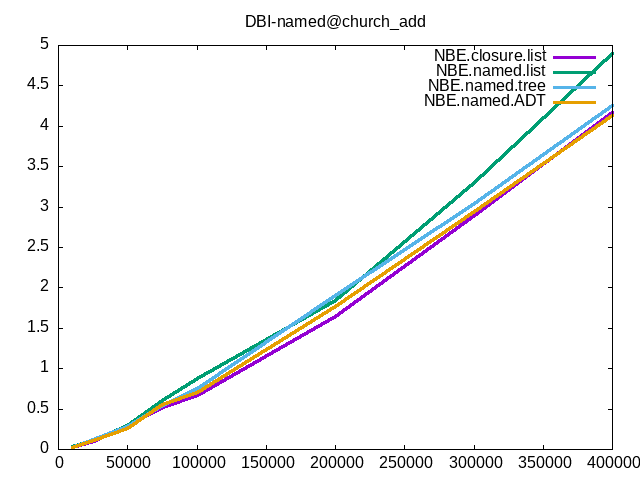 DBI-named@church_add
NBE.closure.list
NBE.named.list
NBE.named.tree
NBE.named.ADT
5
4.5
4
3.5
3
2.5
2
1.5
1
0.5
0
0 50000 100000 150000 200000 250000 300000 350000 400000